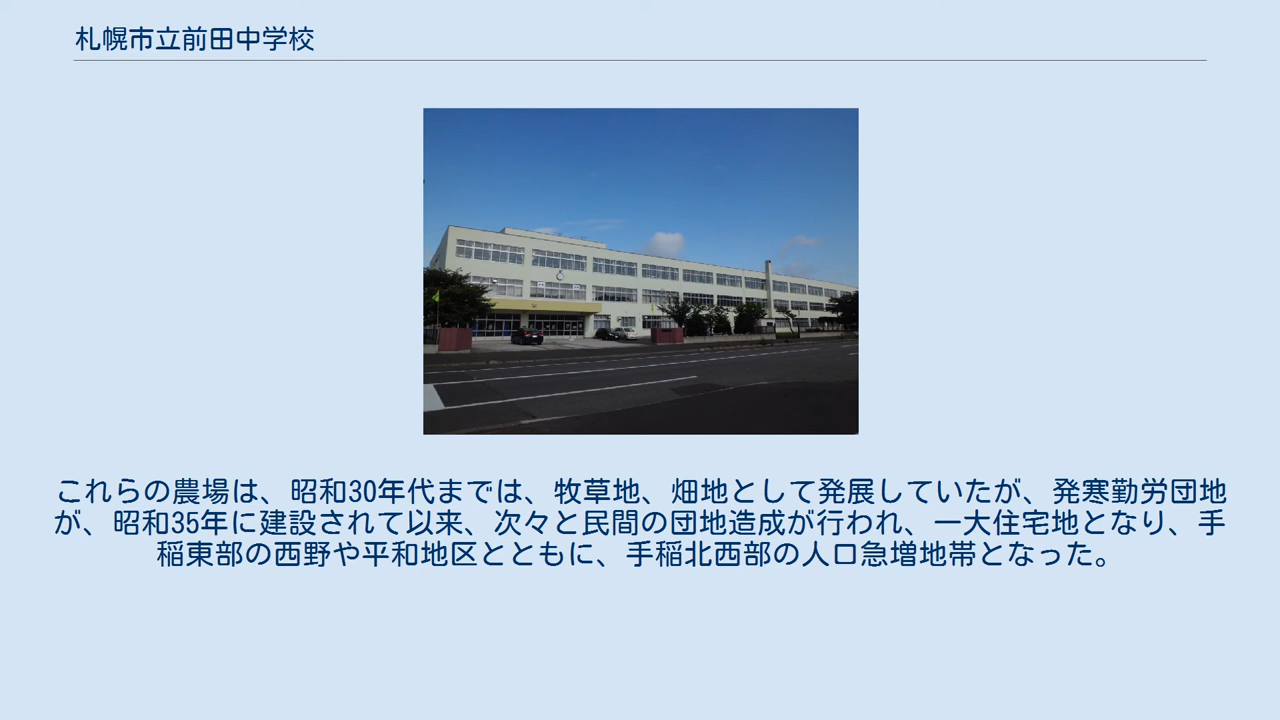 札幌市立前田中学校
これらの農場は、昭和30年代までは、牧草地、畑地として発展していたが、発寒勤労団地
が、昭和35年に建設されて以来、次々と民間の団地造成が行われ、一大住宅地となり、手
稲東部の西野や平和地区とともに、手稲北西部の人口急増地帯となった。